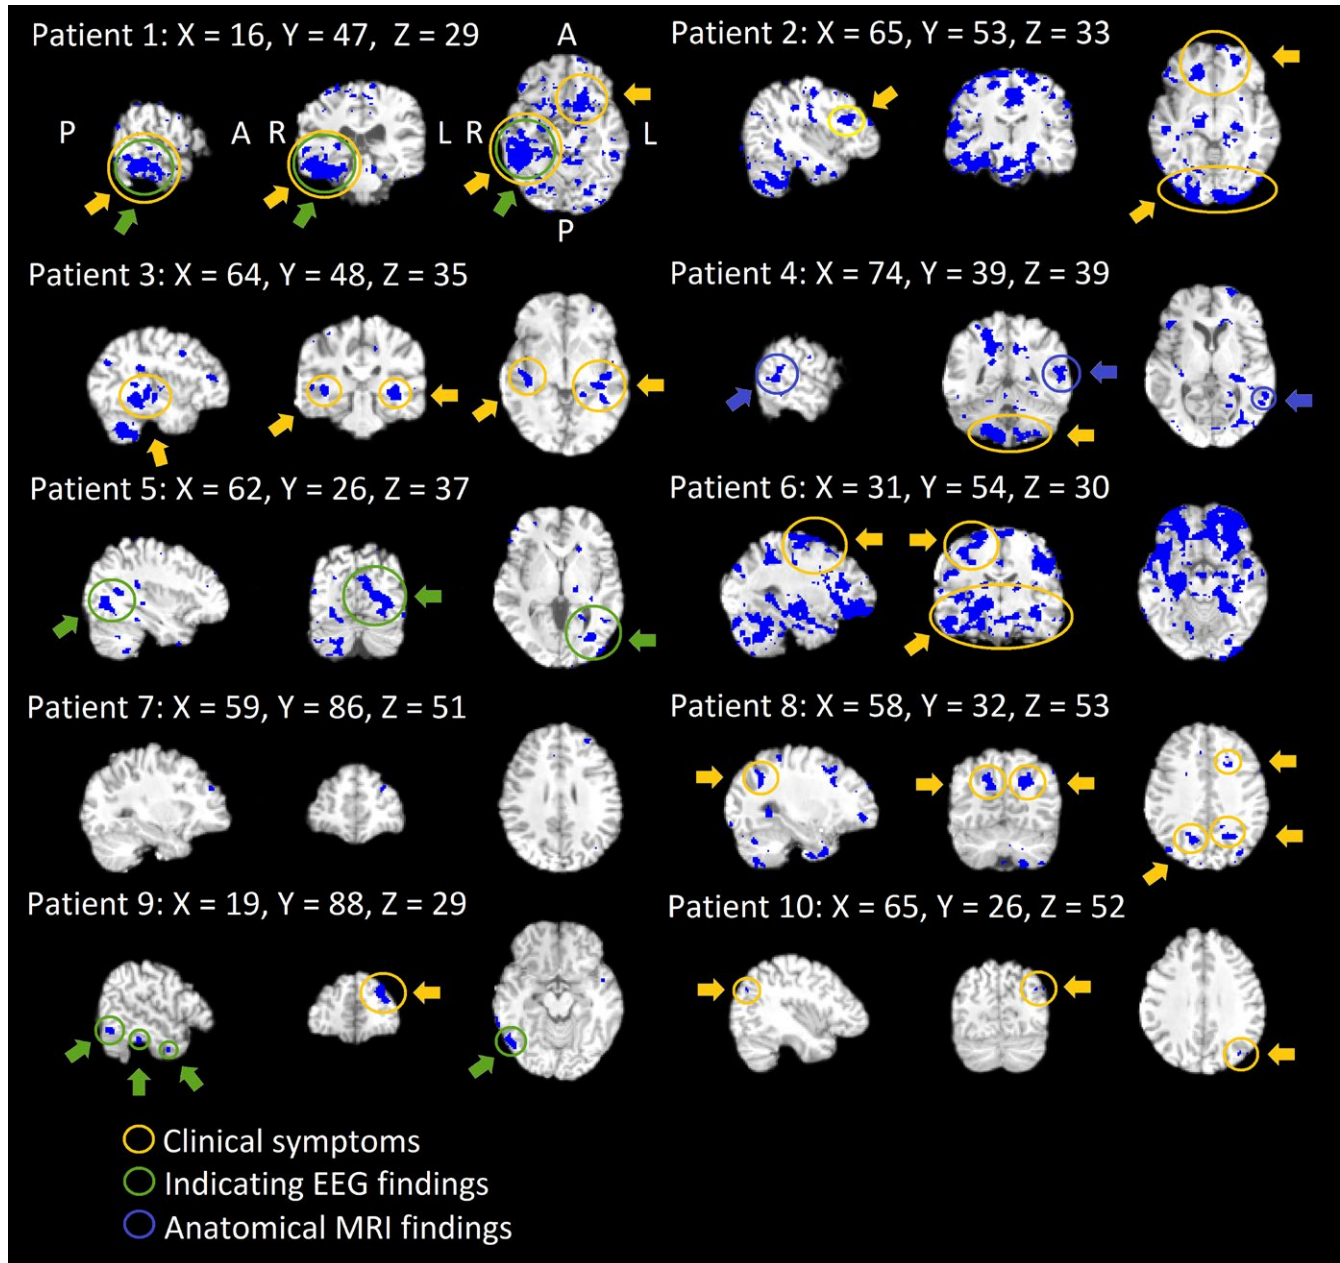 Patient 1: X = 16, Y = 47, Z = 29
A
P
A
R
L
R
L
P
Patient 2: X = 65, Y = 53, Z = 33
Patient 3: X = 64, Y = 48, Z = 35
Patient 4: X = 74, Y = 39, Z = 39
Patient 5: X = 62, Y = 26, Z = 37
Patient 6: X = 31, Y = 54, Z = 30
Patient 7: X = 59, Y = 86, Z = 51
Patient 8: X = 58, Y = 32, Z = 53
Patient 9: X = 19, Y = 88, Z = 29
Patient 10: X = 65, Y = 26, Z = 52
Clinical symptoms
Indicating EEG findings
Anatomical MRI findings